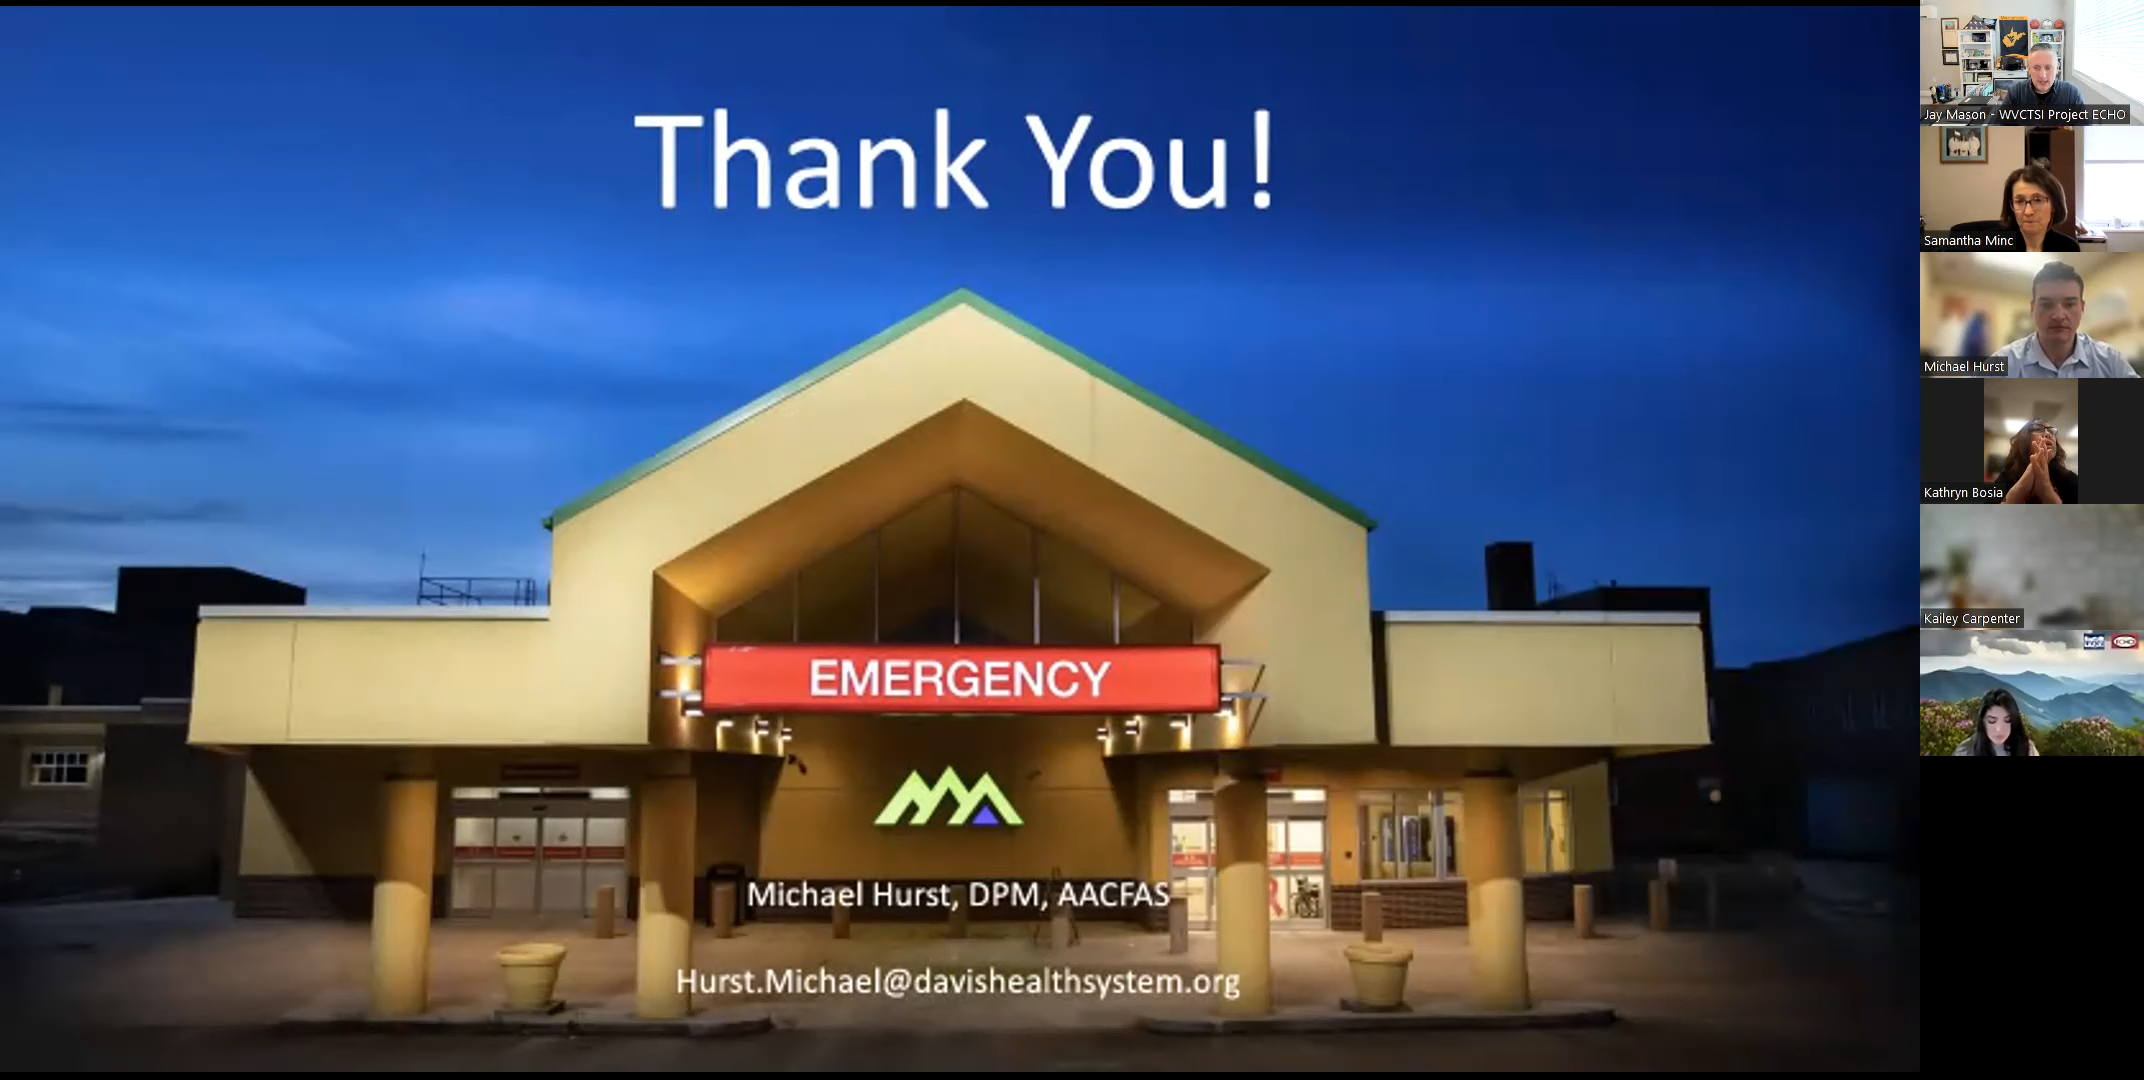 Thank You!
EMERGENCY
Michael Hurst, DPM, AACFAS
Hurst.Michael@davishealthsystem.org
Jay Mason - WVCTSI Project ECHO
Samantha Minc
Michael Hurst
Kathryn Bosia
Kailey Carpenter
ECHO